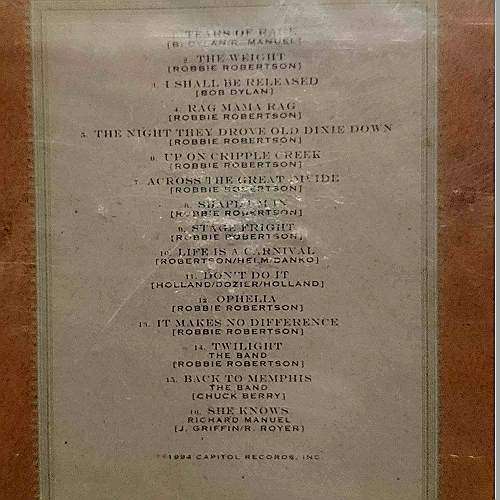 1. TEARS OF RAGE
[B. DYLAN/R. MANUEL]
2. THE WEIGHT
[ROBBIE ROBERTSON]
3. I SHALL BE RELEASED
[BOB DYLAN]
4. RAG MAMA RAG
[ROBBIE ROBERTSON]
5. THE NIGHT THEY DROVE OLD DIXIE DOWN
[ROBBIE ROBERTSON]
6. UP ON CRIPPLE CREEK
[ROBBIE ROBERTSON]
7. ACROSS THE GREAT DIVIDE
[ROBBIE ROBERTSON]
8. SHAPE I'M IN
[ROBBIE ROBERTSON]
9. STAGE FRIGHT
[ROBBIE ROBERTSON]
10. LIFE IS A CARNIVAL
[ROBERTSON/HELM/DANKO]
11. DON'T DO IT
[HOLLAND/DOZIER/HOLLAND]
12. OPHELIA
[ROBBIE ROBERTSON]
13. IT MAKES NO DIFFERENCE
[ROBBIE ROBERTSON]
14. TWILIGHT
THE BAND
[ROBBIE ROBERTSON]
15. BACK TO MEMPHIS
THE BAND
[CHUCK BERRY]
16. SHE KNOWS
RICHARD MANUEL
[J. GRIFFIN/R. ROYER]
℗©1994 CAPITOL RECORDS, INC.